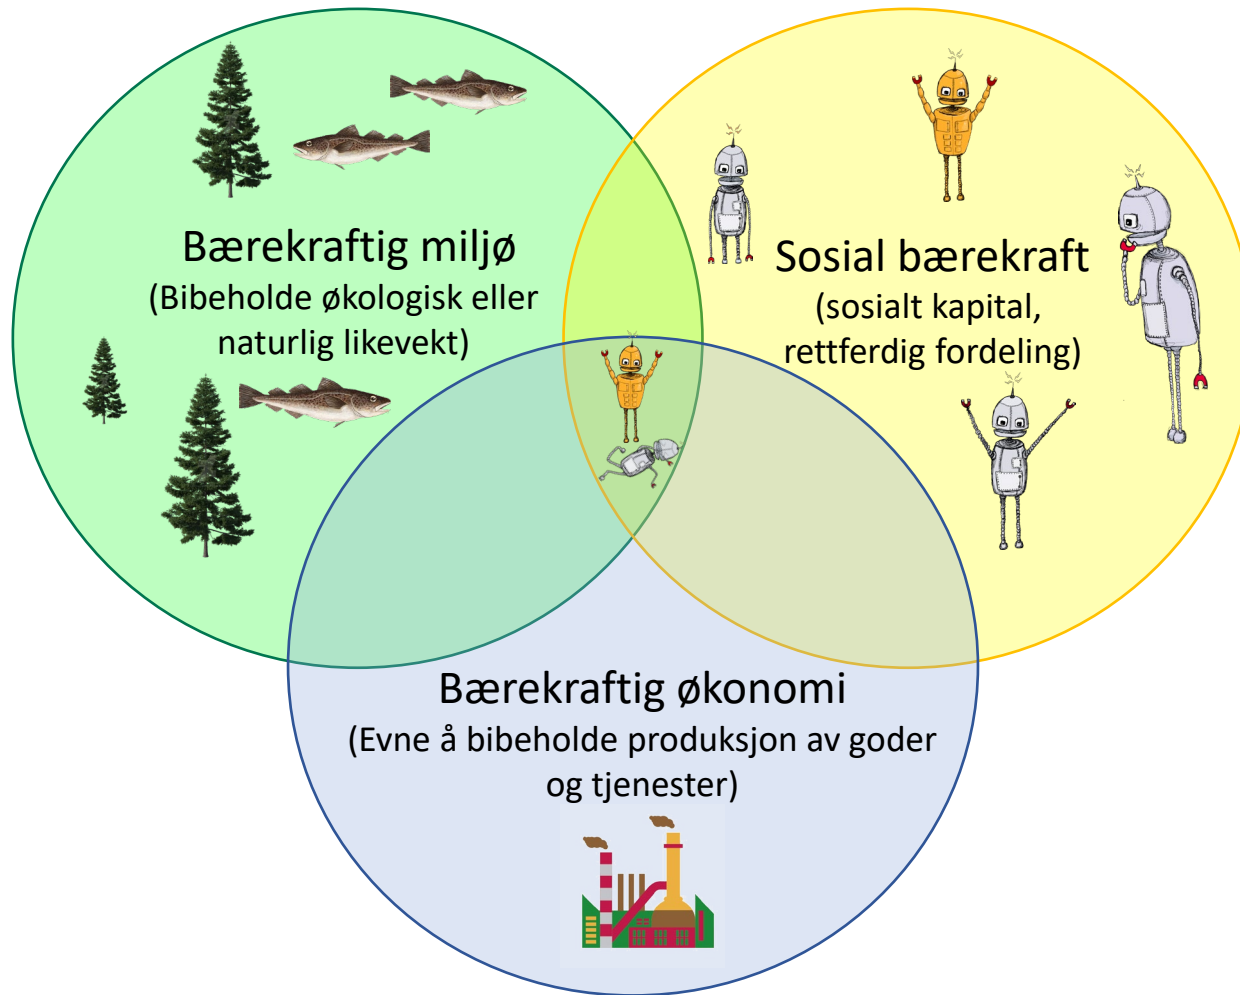 Bærekraftig miljø
(Bibeholde økologisk eller
naturlig likevekt)
Sosial bærekraft
(sosialt kapital,
rettferdig fordeling)
Bærekraftig økonomi
(Evne å bibeholde produksjon av goder
og tjenester)